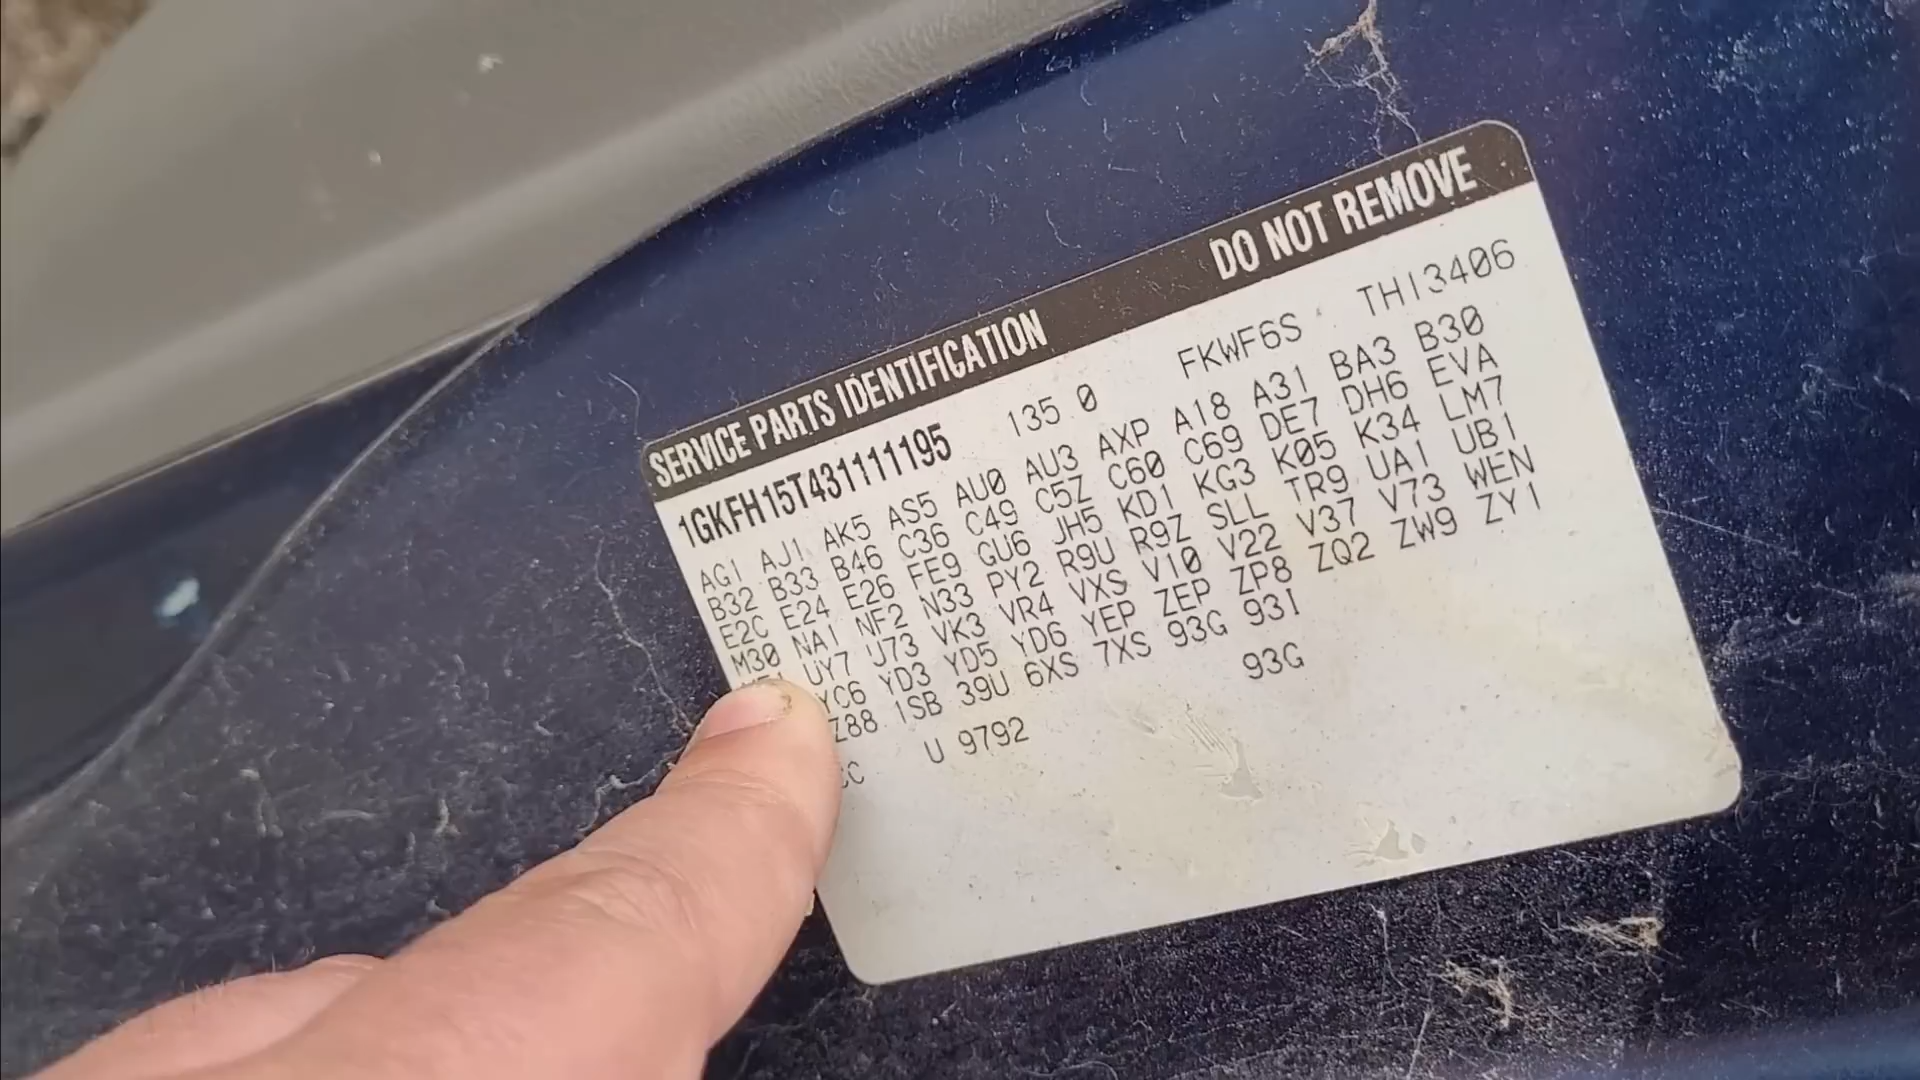 SERVICE PARTS IDENTIFICATION DO NOT REMOVE
1GKFH15T431111195 135 0 FKWF6S TH13406
AG1 AJ1 AK5 AS5 AU0 AU3 AXP A18 A31 BA3 B30
B32 B33 B46 C36 C49 C5Z C60 C69 DE7 DH6 EVA
E2C E24 E26 FE9 GU6 JH5 KD1 KG3 K05 K34 LM7
M30 NA1 NF2 N33 PY2 R9U R9Z SLL TR9 UA1 UB1
UY7 U73 VK3 VR4 VXS V10 V22 V37 V73 WEN
YC6 YD3 YD5 YD6 YEP ZEP ZP8 ZQ2 ZW9 ZY1
Z88 1SB 39U 6XS 7XS 93G 931
U 9792 93G